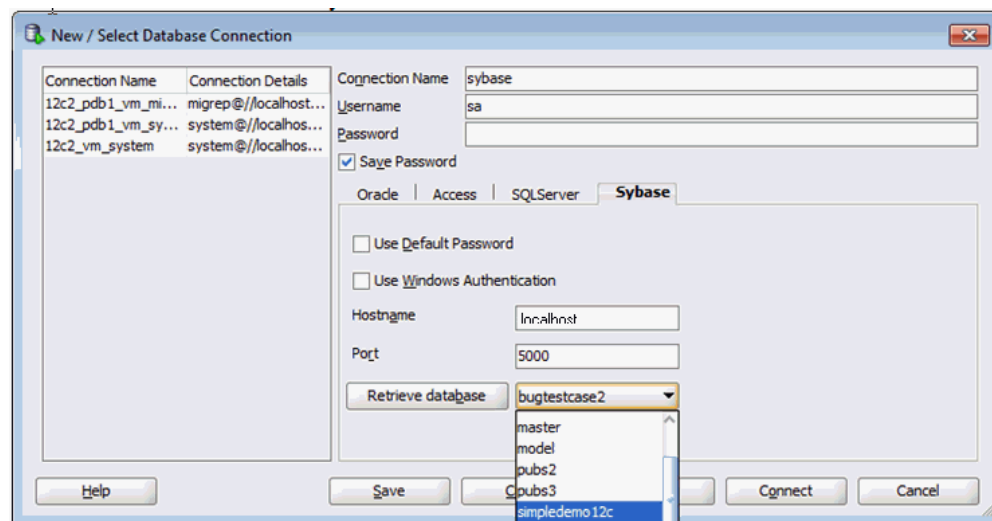 New / Select Database Connection
Connection Name Connection Details
12c2_pdb1_vm_mi... migrep@//localhost...
12c2_pdb1_vm_sy... system@//localhos...
12c2_vm_system system@//localhos...
Connection Name sybase
Username sa
Password
Save Password
Oracle Access SQLServer Sybase
Use Default Password
Use Windows Authentication
Hostname localhost
Port 5000
Retrieve database bugtestcase2
master
model
pubs2
pubs3
simpledemo12c
Help Save C Connect Cancel